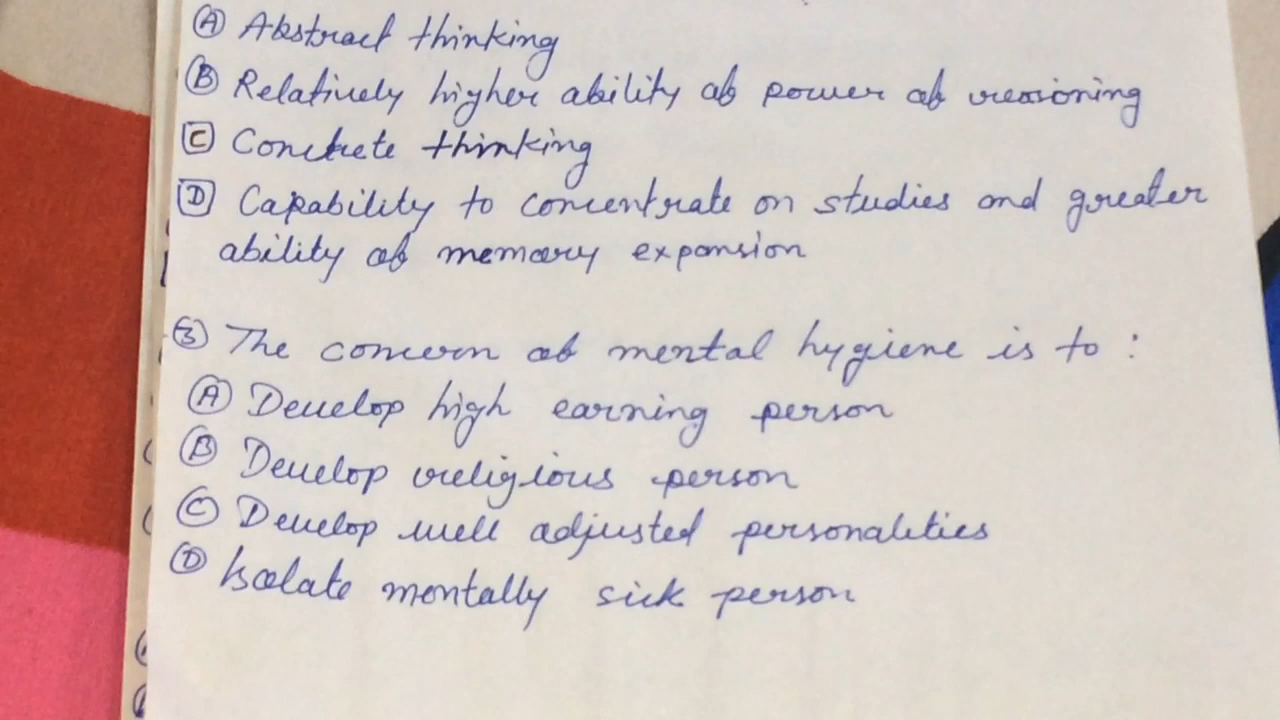 (A) Abstract thinking
(B) Relatively higher ability of power of reasoning
[C] Concrete thinking
[D] Capability to concentrate on studies and greater
ability of memory expansion
(3) The concern of mental hygiene is to :
(A) Develop high earning person
(B) Develop religious person
(C) Develop well adjusted personalities
(D) Isolate mentally sick person